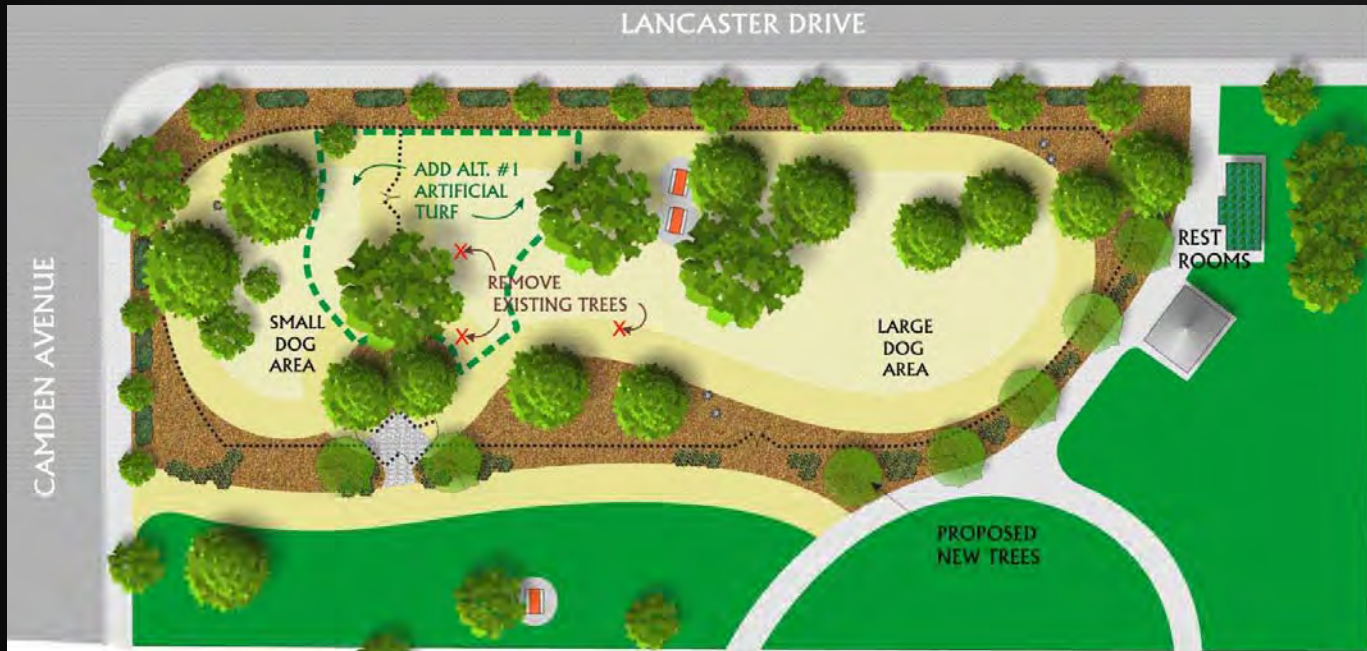 LANCASTER DRIVE
ADD ALT. #1
ARTIFICIAL
TURF
REST
ROOMS
REMOVE
EXISTING TREES
SMALL
DOG
AREA
LARGE
DOG
AREA
CAMDEN AVENUE
PROPOSED
NEW TREES